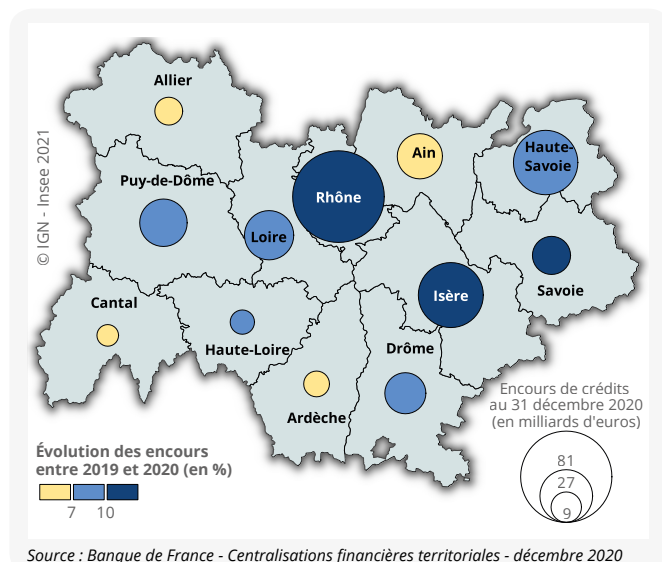 Allier
Ain
Haute-
Savoie
Puy-de-Dôme
Rhône
Loire
© IGN - Insee 2021
Savoie
Isère
Cantal
Haute-Loire
Drôme
Ardèche
Encours de crédits
au 31 décembre 2020
(en milliards d'euros)
81
27
9
Évolution des encours
entre 2019 et 2020 (en %)
7 10
Source : Banque de France - Centralisations financières territoriales - décembre 2020